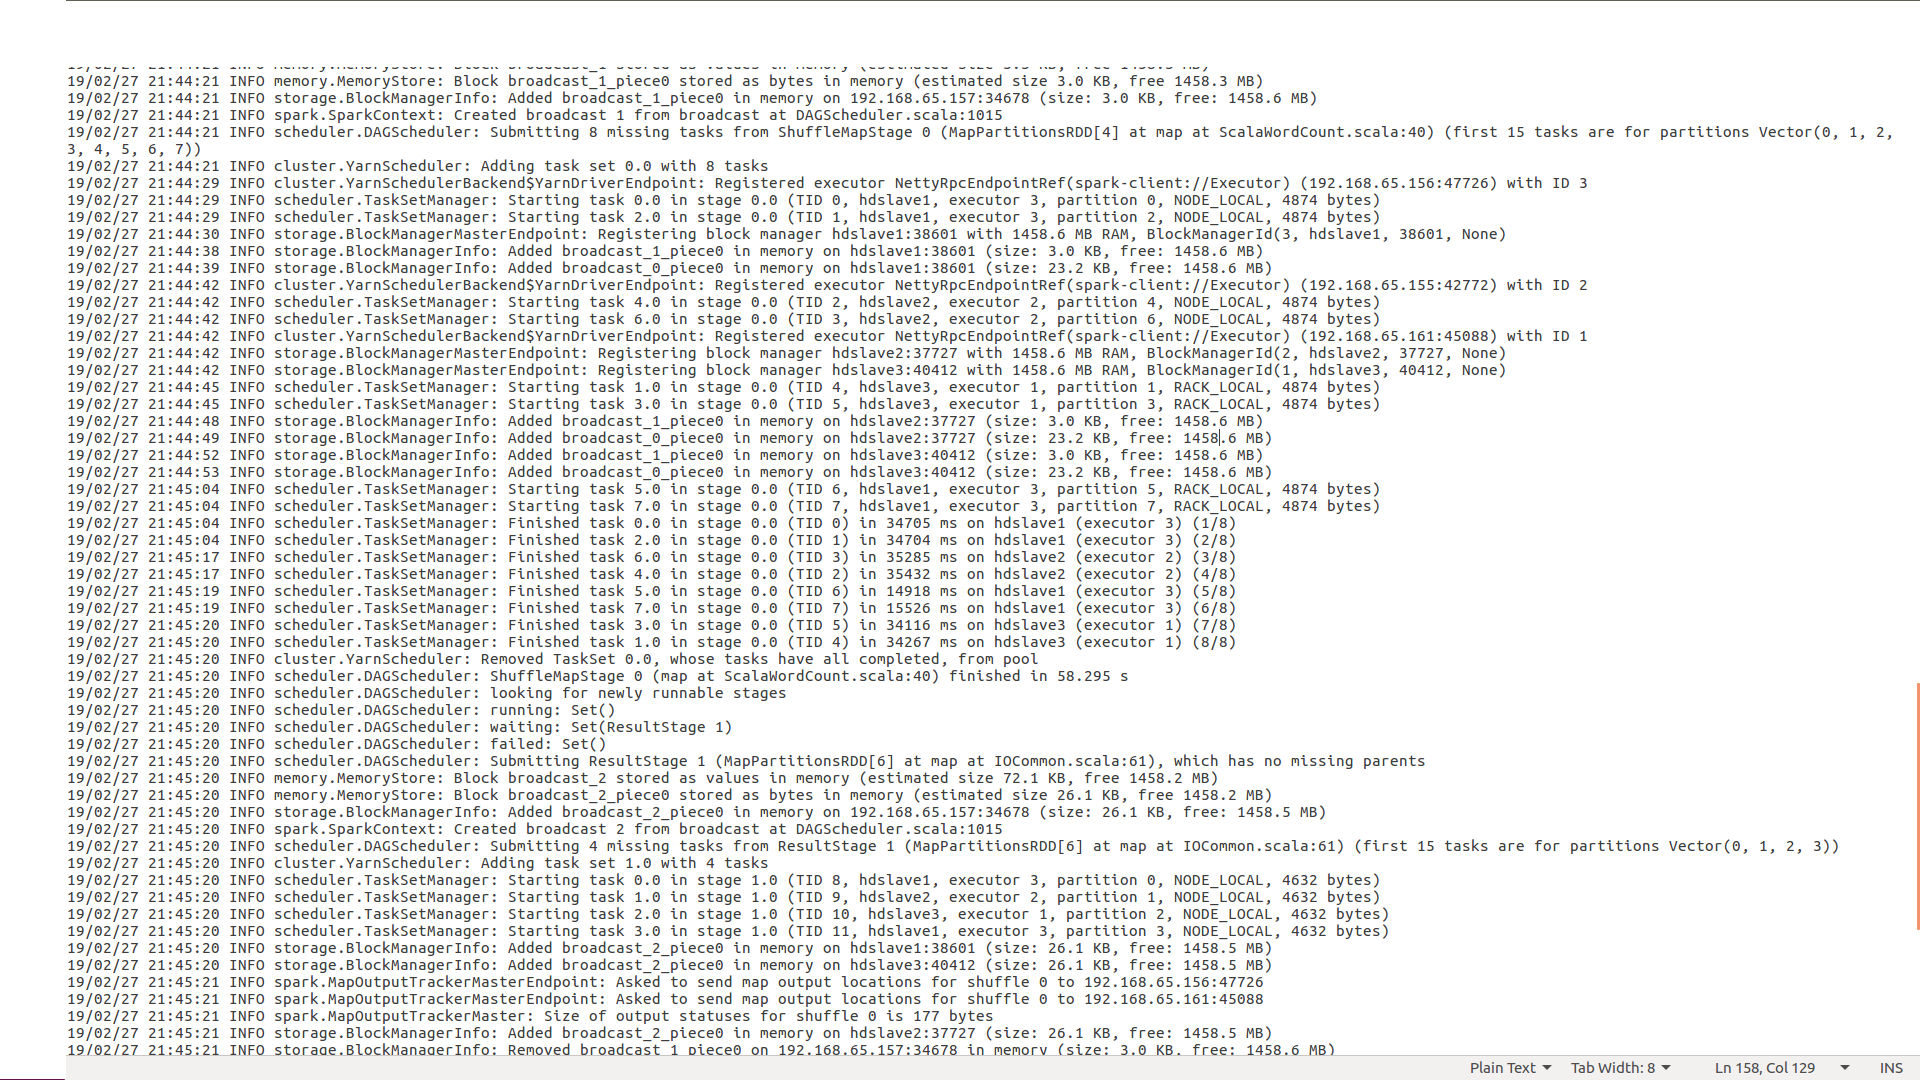 19/02/27 21:44:21 INFO memory.MemoryStore: Block broadcast_1 stored as values in memory (estimated size
19/02/27 21:44:21 INFO memory.MemoryStore: Block broadcast_1_piece0 stored as bytes in memory (estimated size 3.0 KB, free 1458.3 MB)
19/02/27 21:44:21 INFO storage.BlockManagerInfo: Added broadcast_1_piece0 in memory on 192.168.65.157:34678 (size: 3.0 KB, free: 1458.6 MB)
19/02/27 21:44:21 INFO spark.SparkContext: Created broadcast 1 from broadcast at DAGScheduler.scala:1015
19/02/27 21:44:21 INFO scheduler.DAGScheduler: Submitting 8 missing tasks from ShuffleMapStage 0 (MapPartitionsRDD[4] at map at ScalaWordCount.scala:40) (first 15 tasks are for partitions Vector(0, 1, 2,
3, 4, 5, 6, 7))
19/02/27 21:44:21 INFO cluster.YarnScheduler: Adding task set 0.0 with 8 tasks
19/02/27 21:44:29 INFO cluster.YarnSchedulerBackend$YarnDriverEndpoint: Registered executor NettyRpcEndpointRef(spark-client://Executor) (192.168.65.156:47726) with ID 3
19/02/27 21:44:29 INFO scheduler.TaskSetManager: Starting task 0.0 in stage 0.0 (TID 0, hdslave1, executor 3, partition 0, NODE_LOCAL, 4874 bytes)
19/02/27 21:44:29 INFO scheduler.TaskSetManager: Starting task 2.0 in stage 0.0 (TID 1, hdslave1, executor 3, partition 2, NODE_LOCAL, 4874 bytes)
19/02/27 21:44:30 INFO storage.BlockManagerMasterEndpoint: Registering block manager hdslave1:38601 with 1458.6 MB RAM, BlockManagerId(3, hdslave1, 38601, None)
19/02/27 21:44:38 INFO storage.BlockManagerInfo: Added broadcast_1_piece0 in memory on hdslave1:38601 (size: 3.0 KB, free: 1458.6 MB)
19/02/27 21:44:39 INFO storage.BlockManagerInfo: Added broadcast_0_piece0 in memory on hdslave1:38601 (size: 23.2 KB, free: 1458.6 MB)
19/02/27 21:44:42 INFO cluster.YarnSchedulerBackend$YarnDriverEndpoint: Registered executor NettyRpcEndpointRef(spark-client://Executor) (192.168.65.155:42772) with ID 2
19/02/27 21:44:42 INFO scheduler.TaskSetManager: Starting task 4.0 in stage 0.0 (TID 2, hdslave2, executor 2, partition 4, NODE_LOCAL, 4874 bytes)
19/02/27 21:44:42 INFO scheduler.TaskSetManager: Starting task 6.0 in stage 0.0 (TID 3, hdslave2, executor 2, partition 6, NODE_LOCAL, 4874 bytes)
19/02/27 21:44:42 INFO cluster.YarnSchedulerBackend$YarnDriverEndpoint: Registered executor NettyRpcEndpointRef(spark-client://Executor) (192.168.65.161:45088) with ID 1
19/02/27 21:44:42 INFO storage.BlockManagerMasterEndpoint: Registering block manager hdslave2:37727 with 1458.6 MB RAM, BlockManagerId(2, hdslave2, 37727, None)
19/02/27 21:44:42 INFO storage.BlockManagerMasterEndpoint: Registering block manager hdslave3:40412 with 1458.6 MB RAM, BlockManagerId(1, hdslave3, 40412, None)
19/02/27 21:44:45 INFO scheduler.TaskSetManager: Starting task 1.0 in stage 0.0 (TID 4, hdslave3, executor 1, partition 1, RACK_LOCAL, 4874 bytes)
19/02/27 21:44:45 INFO scheduler.TaskSetManager: Starting task 3.0 in stage 0.0 (TID 5, hdslave3, executor 1, partition 3, RACK_LOCAL, 4874 bytes)
19/02/27 21:44:48 INFO storage.BlockManagerInfo: Added broadcast_1_piece0 in memory on hdslave2:37727 (size: 3.0 KB, free: 1458.6 MB)
19/02/27 21:44:49 INFO storage.BlockManagerInfo: Added broadcast_0_piece0 in memory on hdslave2:37727 (size: 23.2 KB, free: 1458.6 MB)
19/02/27 21:44:52 INFO storage.BlockManagerInfo: Added broadcast_1_piece0 in memory on hdslave3:40412 (size: 3.0 KB, free: 1458.6 MB)
19/02/27 21:44:53 INFO storage.BlockManagerInfo: Added broadcast_0_piece0 in memory on hdslave3:40412 (size: 23.2 KB, free: 1458.6 MB)
19/02/27 21:45:04 INFO scheduler.TaskSetManager: Starting task 5.0 in stage 0.0 (TID 6, hdslave1, executor 3, partition 5, RACK_LOCAL, 4874 bytes)
19/02/27 21:45:04 INFO scheduler.TaskSetManager: Starting task 7.0 in stage 0.0 (TID 7, hdslave1, executor 3, partition 7, RACK_LOCAL, 4874 bytes)
19/02/27 21:45:04 INFO scheduler.TaskSetManager: Finished task 0.0 in stage 0.0 (TID 0) in 34705 ms on hdslave1 (executor 3) (1/8)
19/02/27 21:45:04 INFO scheduler.TaskSetManager: Finished task 2.0 in stage 0.0 (TID 1) in 34704 ms on hdslave1 (executor 3) (2/8)
19/02/27 21:45:17 INFO scheduler.TaskSetManager: Finished task 6.0 in stage 0.0 (TID 3) in 35285 ms on hdslave2 (executor 2) (3/8)
19/02/27 21:45:17 INFO scheduler.TaskSetManager: Finished task 4.0 in stage 0.0 (TID 2) in 35432 ms on hdslave2 (executor 2) (4/8)
19/02/27 21:45:19 INFO scheduler.TaskSetManager: Finished task 5.0 in stage 0.0 (TID 6) in 14918 ms on hdslave1 (executor 3) (5/8)
19/02/27 21:45:19 INFO scheduler.TaskSetManager: Finished task 7.0 in stage 0.0 (TID 7) in 15526 ms on hdslave1 (executor 3) (6/8)
19/02/27 21:45:20 INFO scheduler.TaskSetManager: Finished task 3.0 in stage 0.0 (TID 5) in 34116 ms on hdslave3 (executor 1) (7/8)
19/02/27 21:45:20 INFO scheduler.TaskSetManager: Finished task 1.0 in stage 0.0 (TID 4) in 34267 ms on hdslave3 (executor 1) (8/8)
19/02/27 21:45:20 INFO cluster.YarnScheduler: Removed TaskSet 0.0, whose tasks have all completed, from pool
19/02/27 21:45:20 INFO scheduler.DAGScheduler: ShuffleMapStage 0 (map at ScalaWordCount.scala:40) finished in 58.295 s
19/02/27 21:45:20 INFO scheduler.DAGScheduler: looking for newly runnable stages
19/02/27 21:45:20 INFO scheduler.DAGScheduler: running: Set()
19/02/27 21:45:20 INFO scheduler.DAGScheduler: waiting: Set(ResultStage 1)
19/02/27 21:45:20 INFO scheduler.DAGScheduler: failed: Set()
19/02/27 21:45:20 INFO scheduler.DAGScheduler: Submitting ResultStage 1 (MapPartitionsRDD[6] at map at IOCommon.scala:61), which has no missing parents
19/02/27 21:45:20 INFO memory.MemoryStore: Block broadcast_2 stored as values in memory (estimated size 72.1 KB, free 1458.2 MB)
19/02/27 21:45:20 INFO memory.MemoryStore: Block broadcast_2_piece0 stored as bytes in memory (estimated size 26.1 KB, free 1458.2 MB)
19/02/27 21:45:20 INFO storage.BlockManagerInfo: Added broadcast_2_piece0 in memory on 192.168.65.157:34678 (size: 26.1 KB, free: 1458.5 MB)
19/02/27 21:45:20 INFO spark.SparkContext: Created broadcast 2 from broadcast at DAGScheduler.scala:1015
19/02/27 21:45:20 INFO scheduler.DAGScheduler: Submitting 4 missing tasks from ResultStage 1 (MapPartitionsRDD[6] at map at IOCommon.scala:61) (first 15 tasks are for partitions Vector(0, 1, 2, 3))
19/02/27 21:45:20 INFO cluster.YarnScheduler: Adding task set 1.0 with 4 tasks
19/02/27 21:45:20 INFO scheduler.TaskSetManager: Starting task 0.0 in stage 1.0 (TID 8, hdslave1, executor 3, partition 0, NODE_LOCAL, 4632 bytes)
19/02/27 21:45:20 INFO scheduler.TaskSetManager: Starting task 1.0 in stage 1.0 (TID 9, hdslave2, executor 2, partition 1, NODE_LOCAL, 4632 bytes)
19/02/27 21:45:20 INFO scheduler.TaskSetManager: Starting task 2.0 in stage 1.0 (TID 10, hdslave3, executor 1, partition 2, NODE_LOCAL, 4632 bytes)
19/02/27 21:45:20 INFO scheduler.TaskSetManager: Starting task 3.0 in stage 1.0 (TID 11, hdslave1, executor 3, partition 3, NODE_LOCAL, 4632 bytes)
19/02/27 21:45:20 INFO storage.BlockManagerInfo: Added broadcast_2_piece0 in memory on hdslave1:38601 (size: 26.1 KB, free: 1458.5 MB)
19/02/27 21:45:20 INFO storage.BlockManagerInfo: Added broadcast_2_piece0 in memory on hdslave3:40412 (size: 26.1 KB, free: 1458.5 MB)
19/02/27 21:45:21 INFO spark.MapOutputTrackerMasterEndpoint: Asked to send map output locations for shuffle 0 to 192.168.65.156:47726
19/02/27 21:45:21 INFO spark.MapOutputTrackerMasterEndpoint: Asked to send map output locations for shuffle 0 to 192.168.65.161:45088
19/02/27 21:45:21 INFO spark.MapOutputTrackerMaster: Size of output statuses for shuffle 0 is 177 bytes
19/02/27 21:45:21 INFO storage.BlockManagerInfo: Added broadcast_2_piece0 in memory on hdslave2:37727 (size: 26.1 KB, free: 1458.5 MB)
19/02/27 21:45:21 INFO storage.BlockManagerInfo: Removed broadcast_1_piece0 on 192.168.65.157:34678 in memory (size: 3.0 KB, free: 1458.6 MB)
Plain Text Tab Width: 8 Ln 158, Col 129 INS